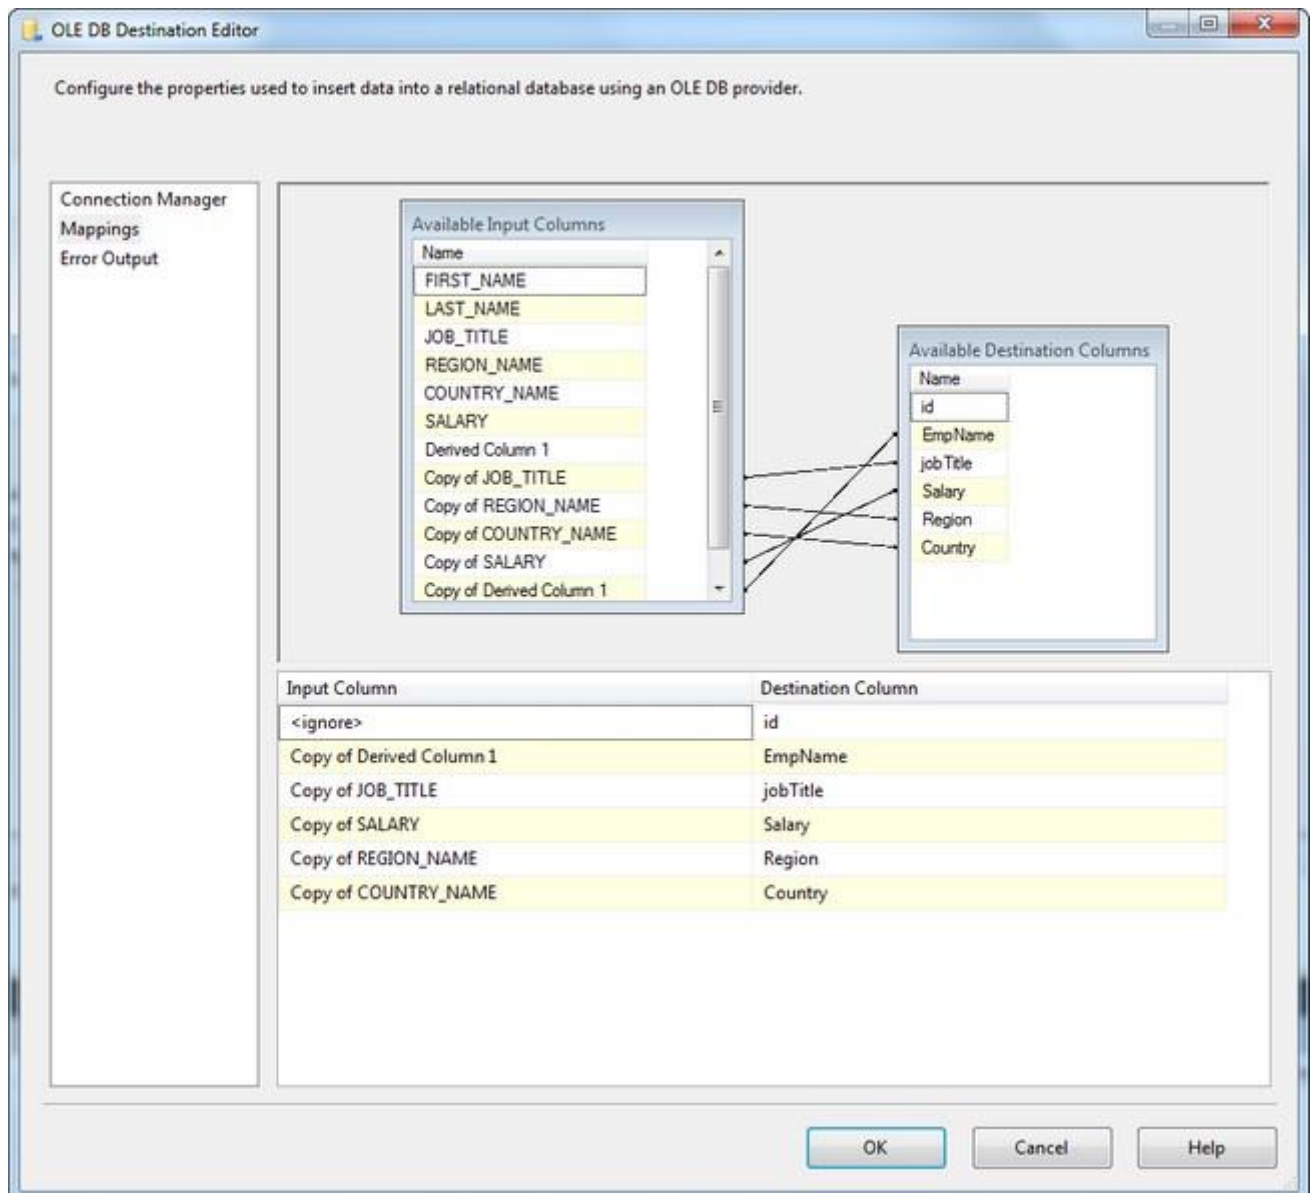 OLE DB Destination Editor
Configure the properties used to insert data into a relational database using an OLE DB provider.
Connection Manager
Mappings
Error Output
Available Input Columns
Name
FIRST_NAME
LAST_NAME
JOB_TITLE
REGION_NAME
COUNTRY_NAME
SALARY
Derived Column 1
Copy of JOB_TITLE
Copy of REGION_NAME
Copy of COUNTRY_NAME
Copy of SALARY
Copy of Derived Column 1
Available Destination Columns
Name
id
EmpName
jobTitle
Salary
Region
Country
Input Column Destination Column
<ignore> id
Copy of Derived Column 1 EmpName
Copy of JOB_TITLE jobTitle
Copy of SALARY Salary
Copy of REGION_NAME Region
Copy of COUNTRY_NAME Country
OK Cancel Help